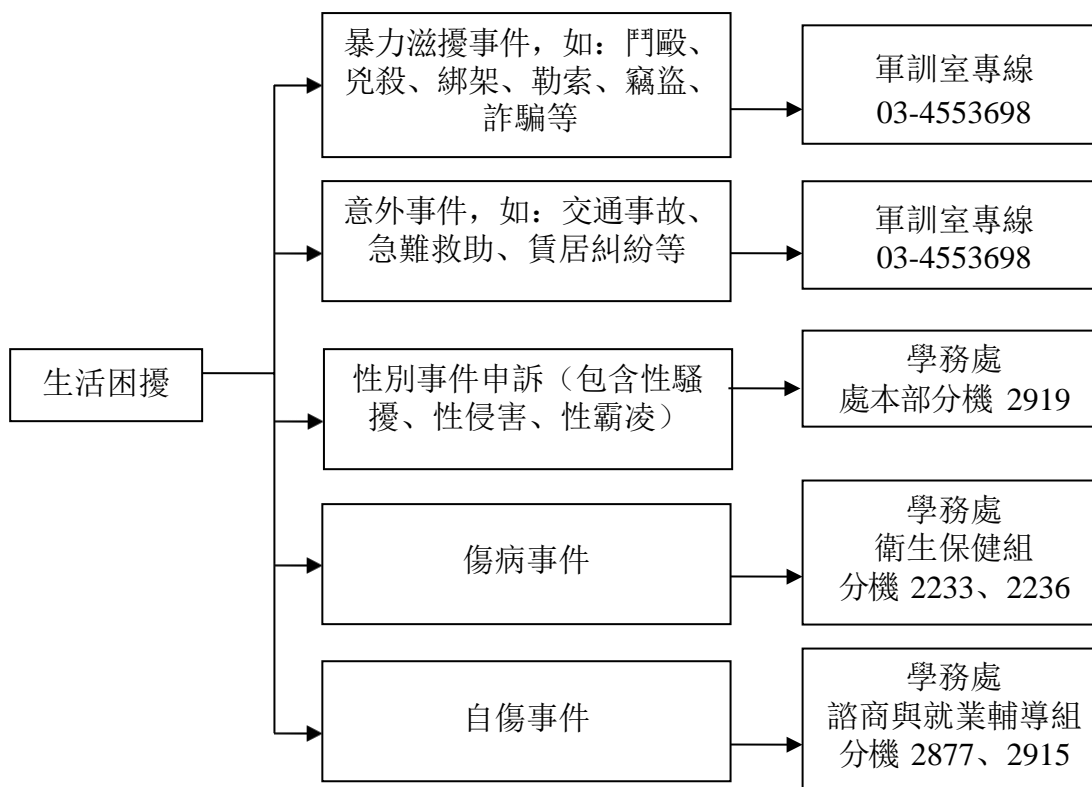 暴力滋擾事件，如：鬥毆、
兇殺、綁架、勒索、竊盜、
詐騙等
軍訓室專線
03-4553698
意外事件，如：交通事故、
急難救助、賃居糾紛等
軍訓室專線
03-4553698
生活困擾
性別事件申訴（包含性騷
擾、性侵害、性霸凌）
學務處
處本部分機 2919
傷病事件
學務處
衛生保健組
分機 2233、2236
自傷事件
學務處
諮商與就業輔導組
分機 2877、2915